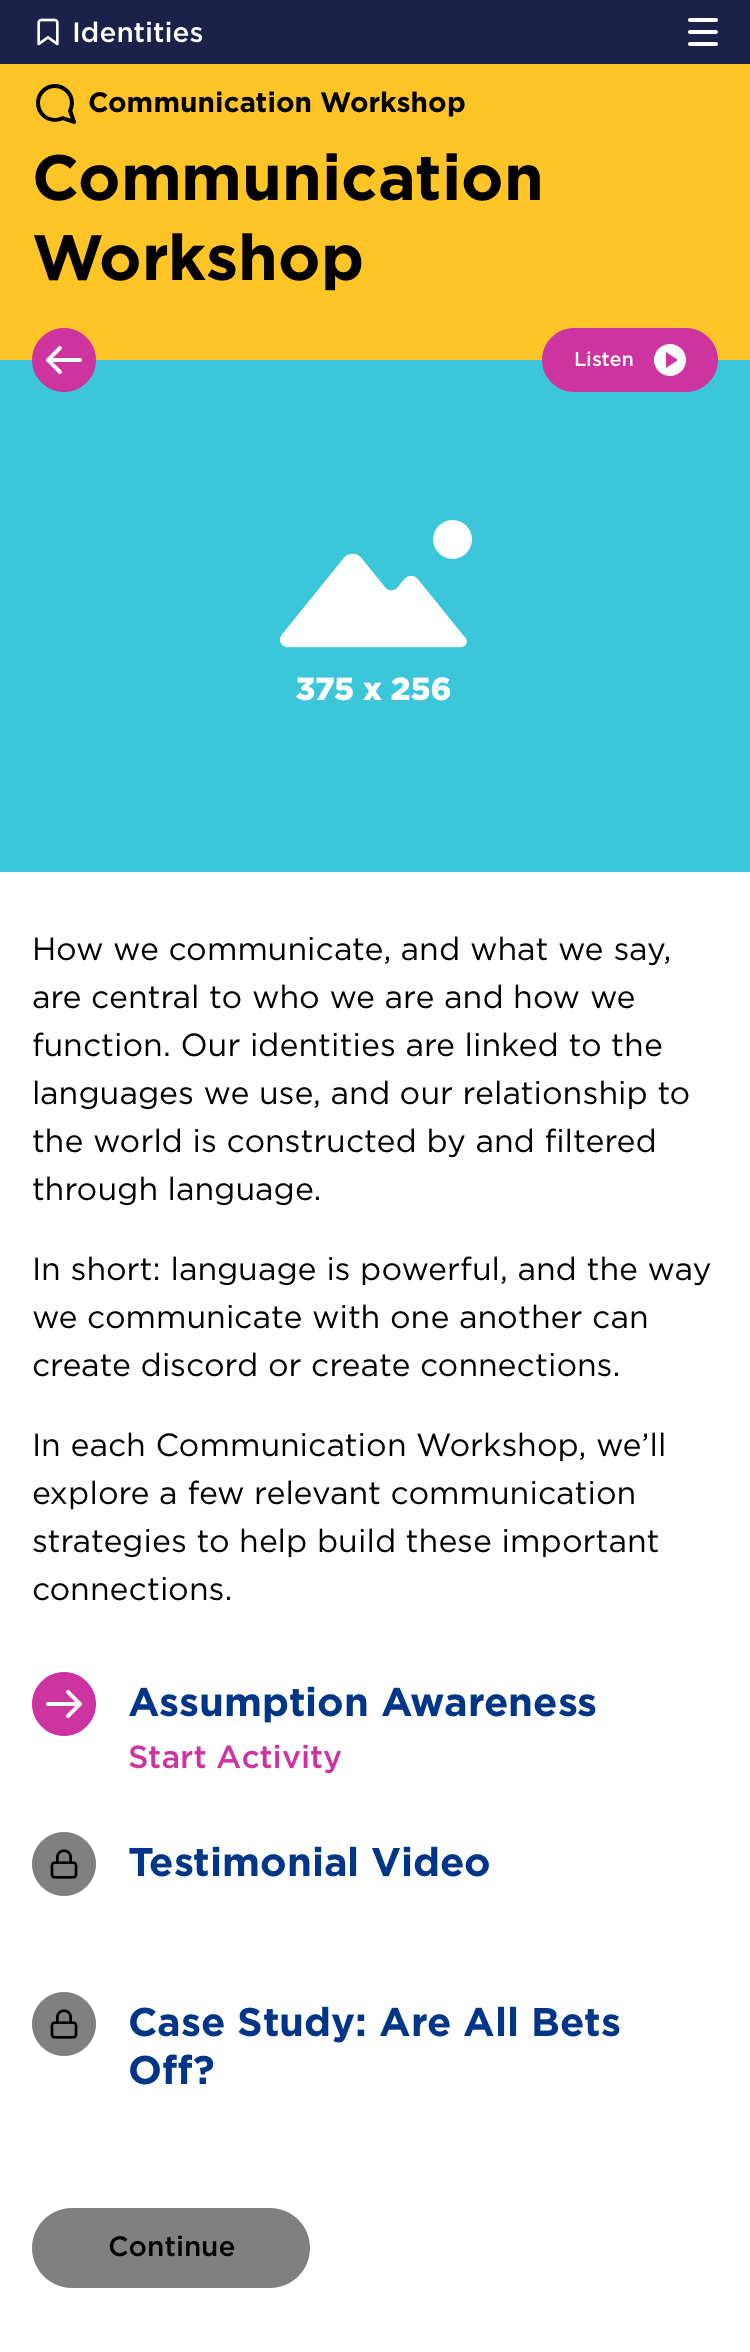 Identities
Communication Workshop
Communication
Workshop
Listen
375 x 256
How we communicate, and what we say,
are central to who we are and how we
function. Our identities are linked to the
languages we use, and our relationship to
the world is constructed by and filtered
through language.
In short: language is powerful, and the way
we communicate with one another can
create discord or create connections.
In each Communication Workshop, we’ll
explore a few relevant communication
strategies to help build these important
connections.
Assumption Awareness
Start Activity
Testimonial Video
Case Study: Are All Bets
Off?
Continue